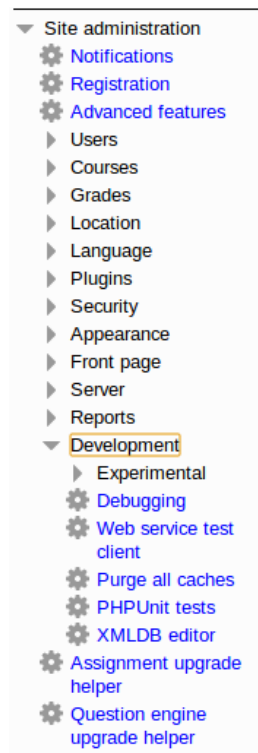 Site administration
Notifications
Registration
Advanced features
Users
Courses
Grades
Location
Language
Plugins
Security
Appearance
Front page
Server
Reports
Development
Experimental
Debugging
Web service test
client
Purge all caches
PHPUnit tests
XMLDB editor
Assignment upgrade
helper
Question engine
upgrade helper